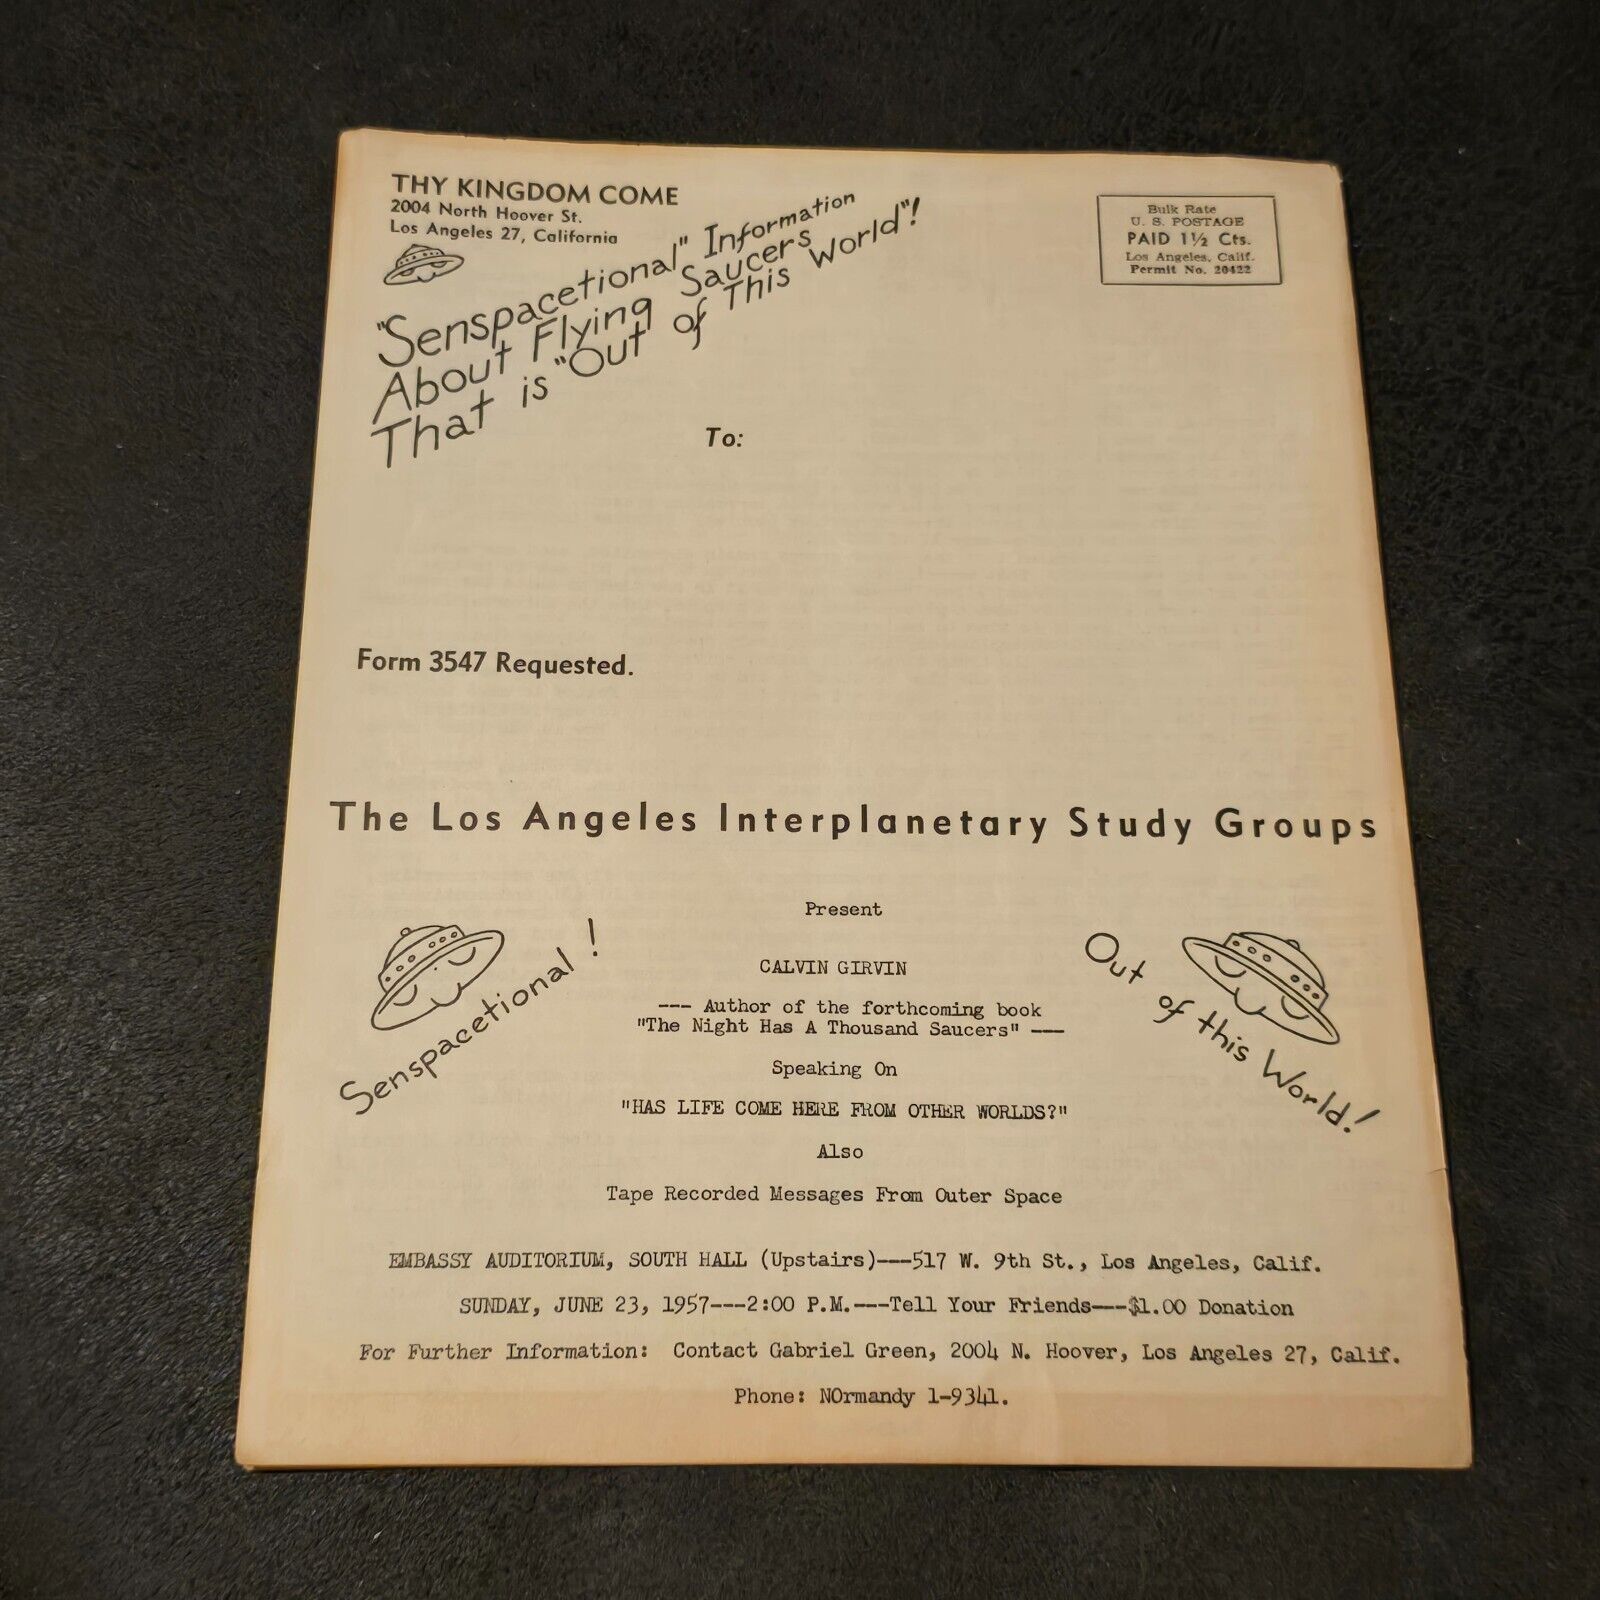 THY KINGDOM COME
2004 North Hoover St.
Los Angeles 27, California
"Senspacetional" Information
About Flying Saucers
That is "Out of This World"!
Bulk Rate
U. S. POSTAGE
PAID 1½ Cts.
Los Angeles, Calif.
Permit No. 20422
To:
Form 3547 Requested.
The Los Angeles Interplanetary Study Groups
Present
Senspacetional!
Out of this World!
CALVIN GIRVIN
--- Author of the forthcoming book
"The Night Has A Thousand Saucers" ---
Speaking On
"HAS LIFE COME HERE FROM OTHER WORLDS?"
Also
Tape Recorded Messages From Outer Space
EMBASSY AUDITORIUM, SOUTH HALL (Upstairs)---517 W. 9th St., Los Angeles, Calif.
SUNDAY, JUNE 23, 1957---2:00 P.M.---Tell Your Friends---$1.00 Donation
For Further Information: Contact Gabriel Green, 2004 N. Hoover, Los Angeles 27, Calif.
Phone: NOrmandy 1-9341.